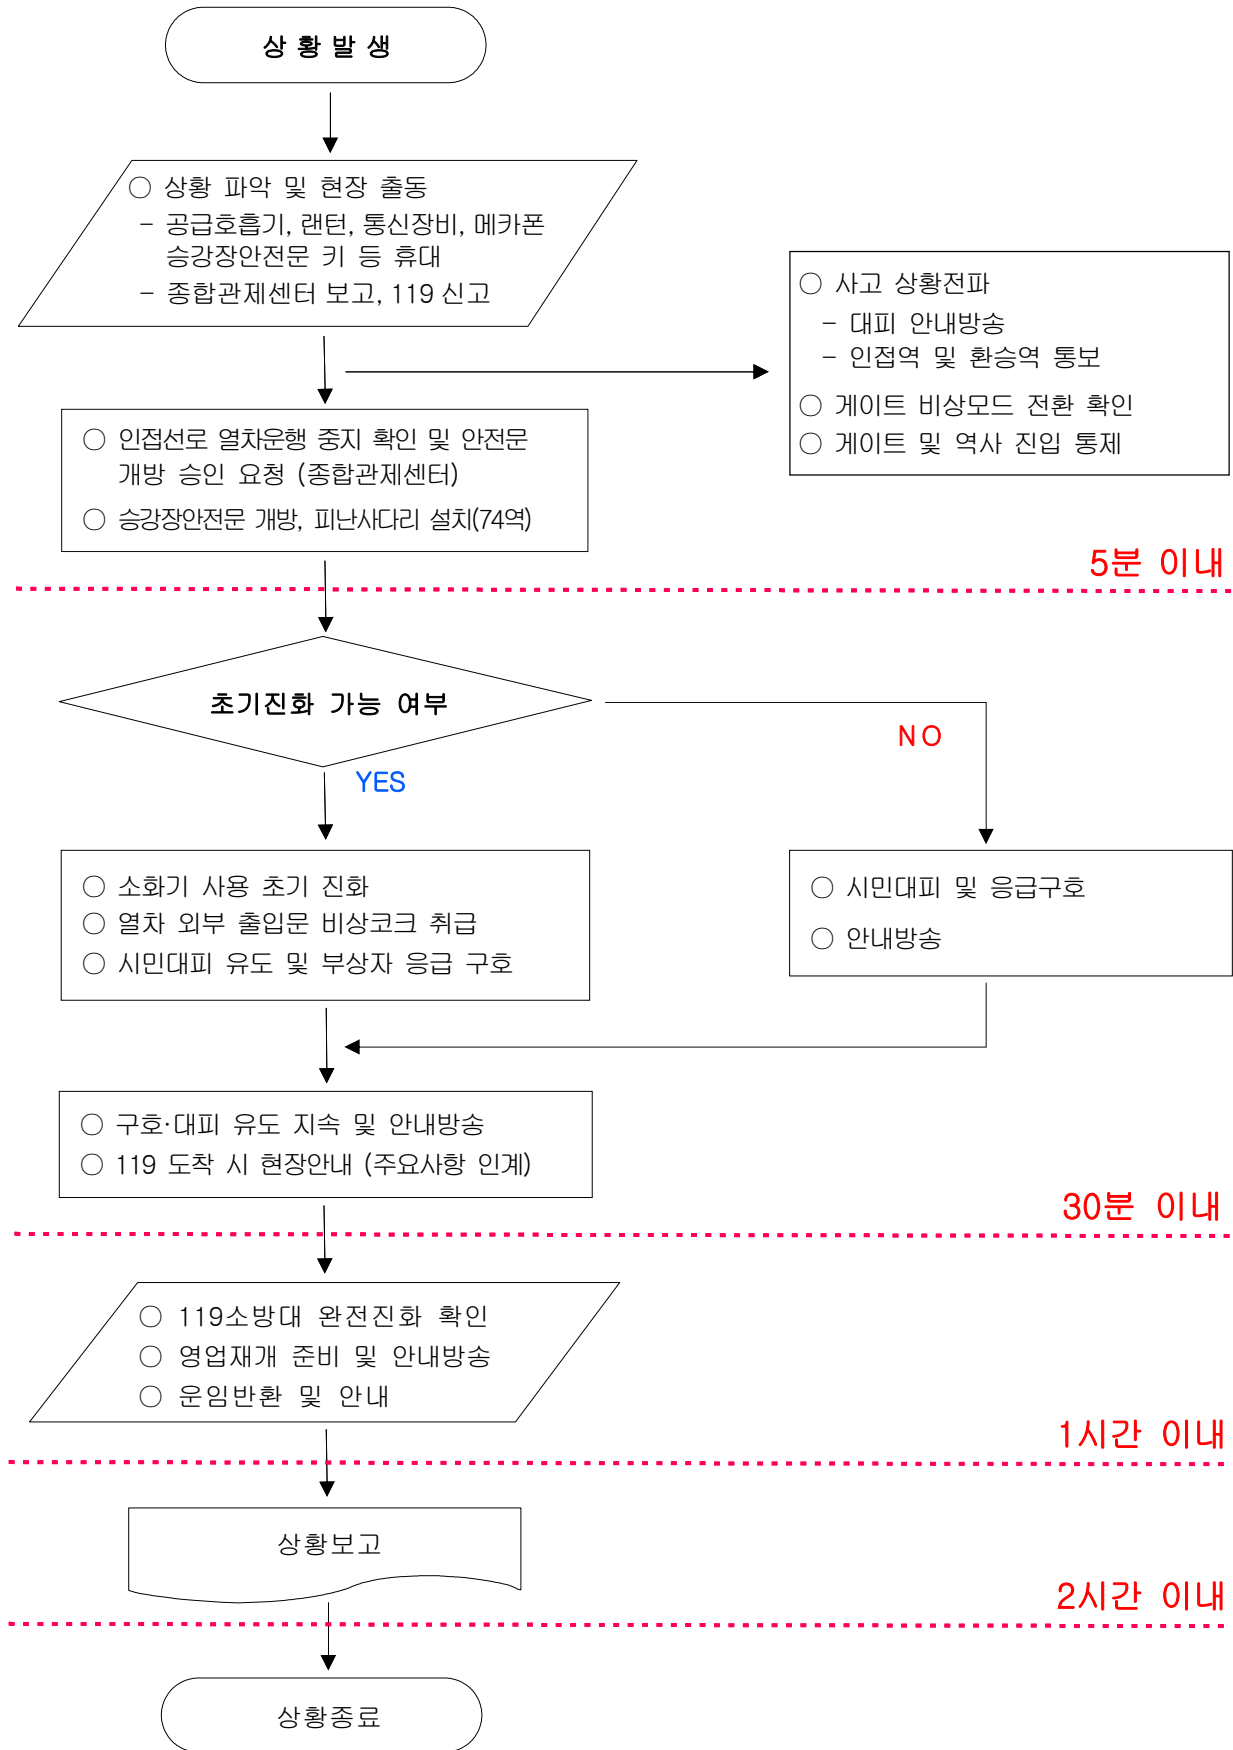 상 황 발 생
○ 상황 파악 및 현장 출동
- 공급호흡기, 랜턴, 통신장비, 메카폰
승강장안전문 키 등 휴대
- 종합관제센터 보고, 119 신고
○ 사고 상황전파
- 대피 안내방송
- 인접역 및 환승역 통보
○ 게이트 비상모드 전환 확인
○ 게이트 및 역사 진입 통제
○ 인접선로 열차운행 중지 확인 및 안전문
개방 승인 요청 (종합관제센터)
○ 승강장안전문 개방, 피난사다리 설치(74역)
5분 이내
초기진화 가능 여부
NO
YES
○ 소화기 사용 초기 진화
○ 열차 외부 출입문 비상코크 취급
○ 시민대피 유도 및 부상자 응급 구호
○ 시민대피 및 응급구호
○ 안내방송
○ 구호·대피 유도 지속 및 안내방송
○ 119 도착 시 현장안내 (주요사항 인계)
30분 이내
○ 119소방대 완전진화 확인
○ 영업재개 준비 및 안내방송
○ 운임반환 및 안내
1시간 이내
상황보고
2시간 이내
상황종료